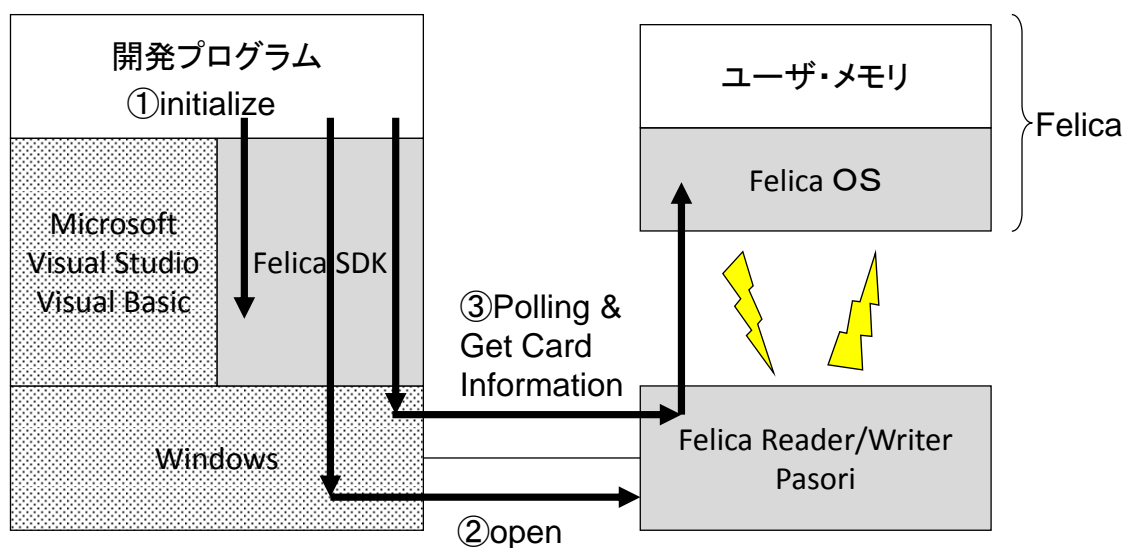 開発プログラム
①initialize
Microsoft
Visual Studio
Visual Basic
Felica SDK
Windows
②open
③Polling &
Get Card
Information
ユーザ・メモリ
Felica OS
Felica
Felica Reader/Writer
Pasori